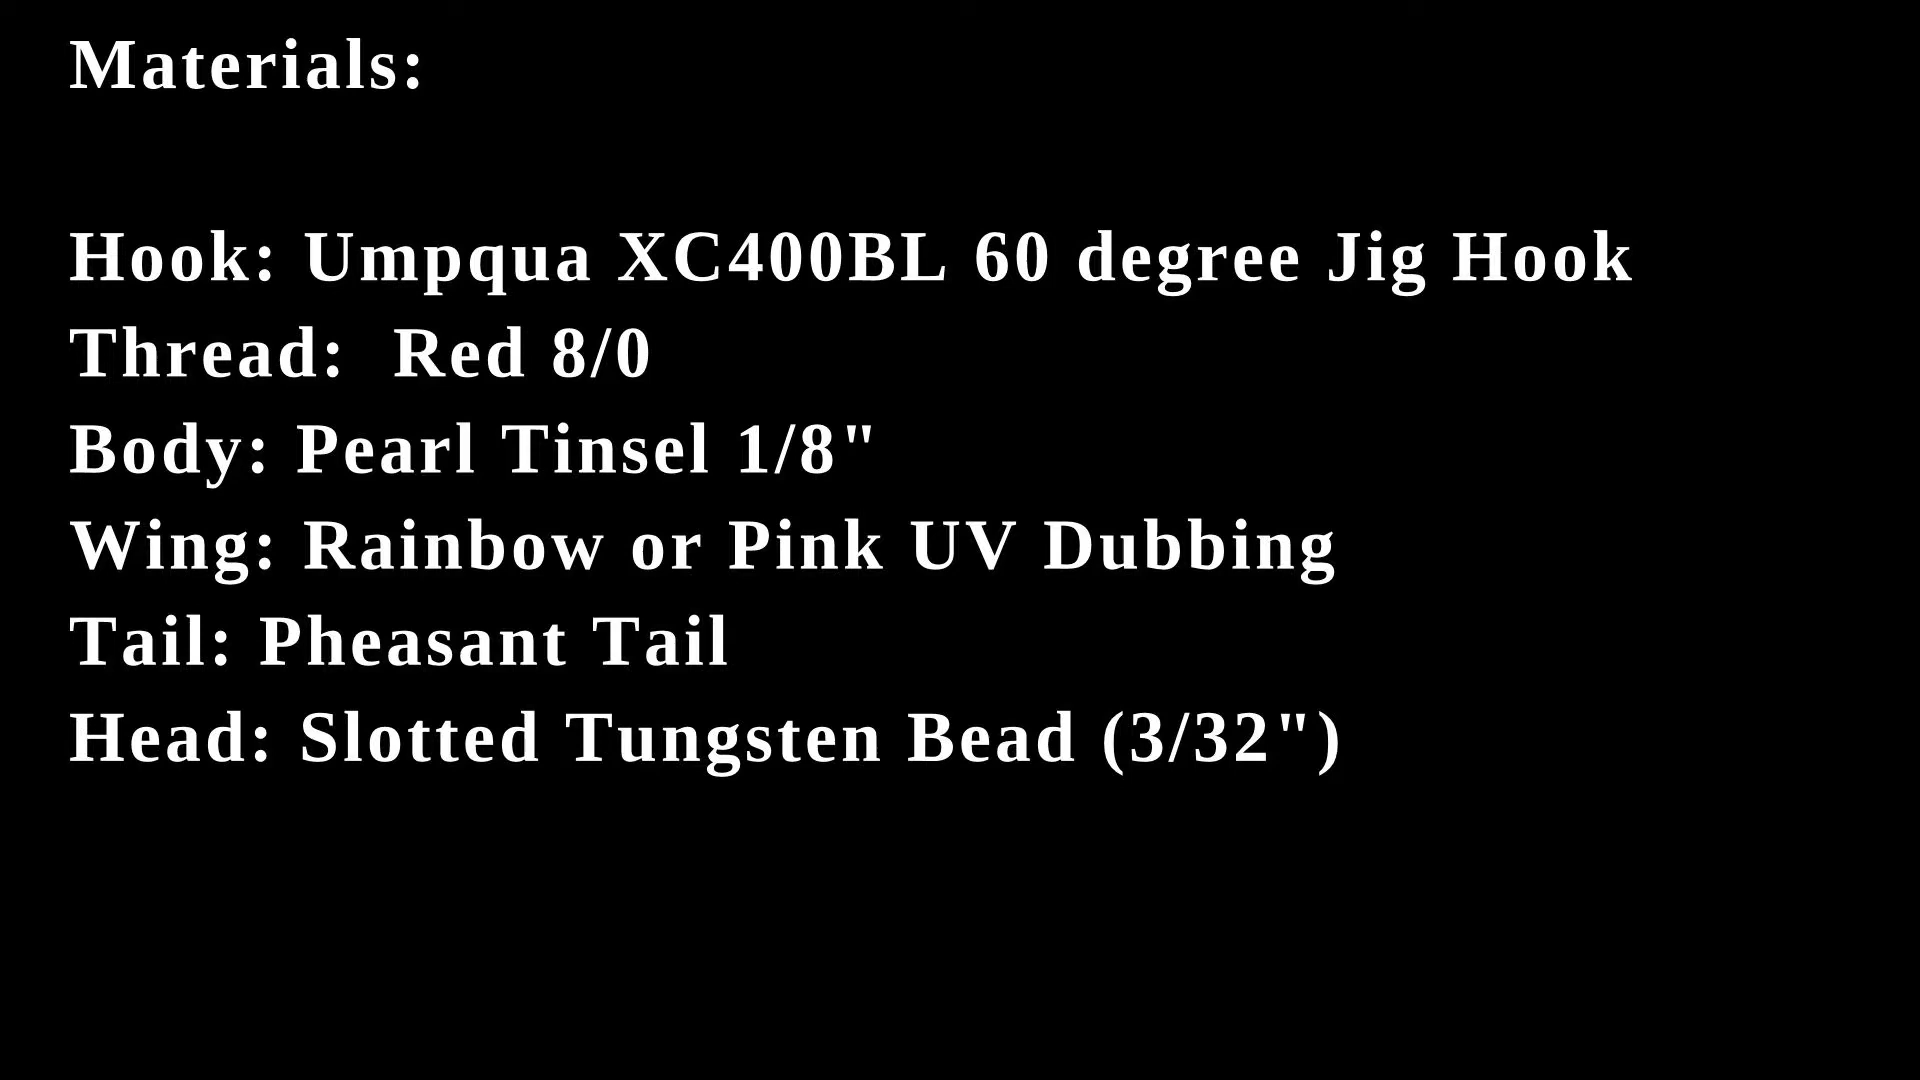 Materials:
Hook: Umpqua XC400BL 60 degree Jig Hook
Thread:  Red 8/0
Body: Pearl Tinsel 1/8"
Wing: Rainbow or Pink UV Dubbing
Tail: Pheasant Tail
Head: Slotted Tungsten Bead (3/32")